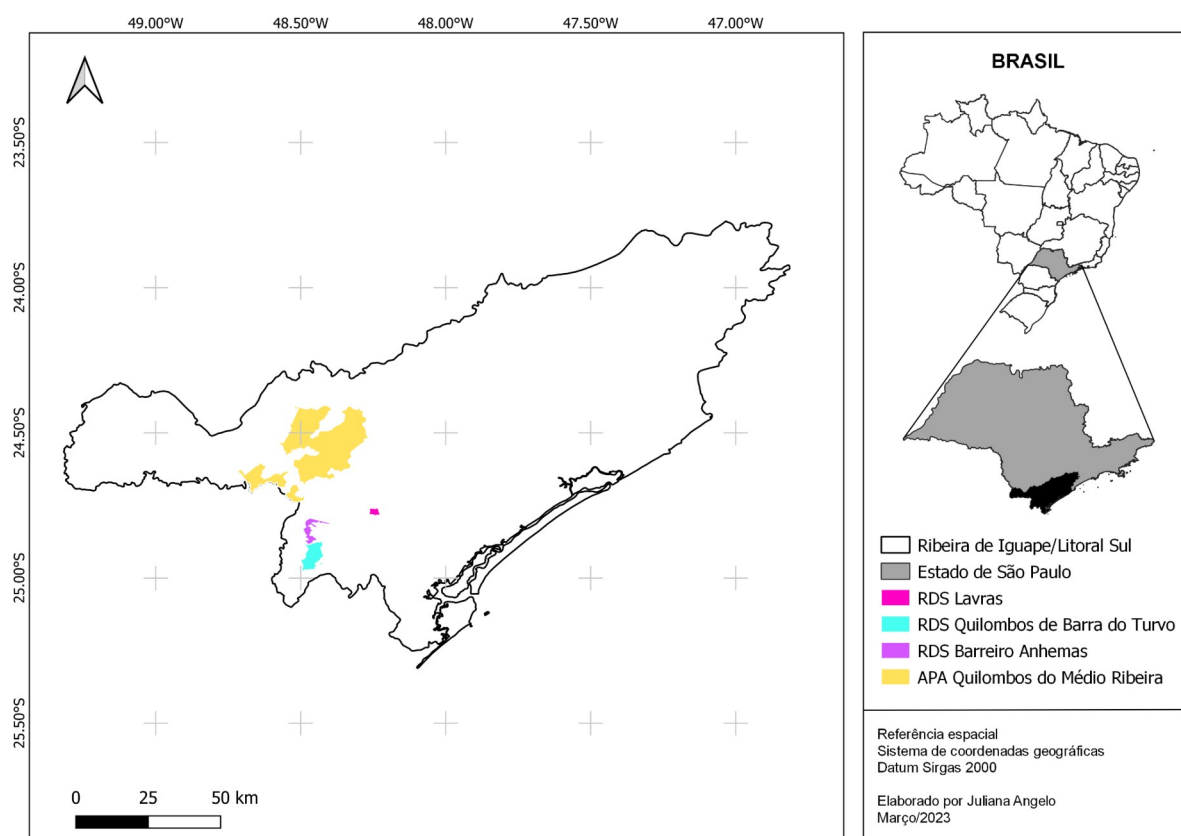 49.00°W 48.50°W 48.00°W 47.50°W 47.00°W
23.50°S
24.00°S
24.50°S
25.00°S
25.50°S
0 25 50 km
BRASIL
Ribeira de Iguape/Litoral Sul
Estado de São Paulo
RDS Lavras
RDS Quilombos de Barra do Turvo
RDS Barreiro Anhemas
APA Quilombos do Médio Ribeira
Referência espacial
Sistema de coordenadas geográficas
Datum Sirgas 2000
Elaborado por Juliana Angelo
Março/2023